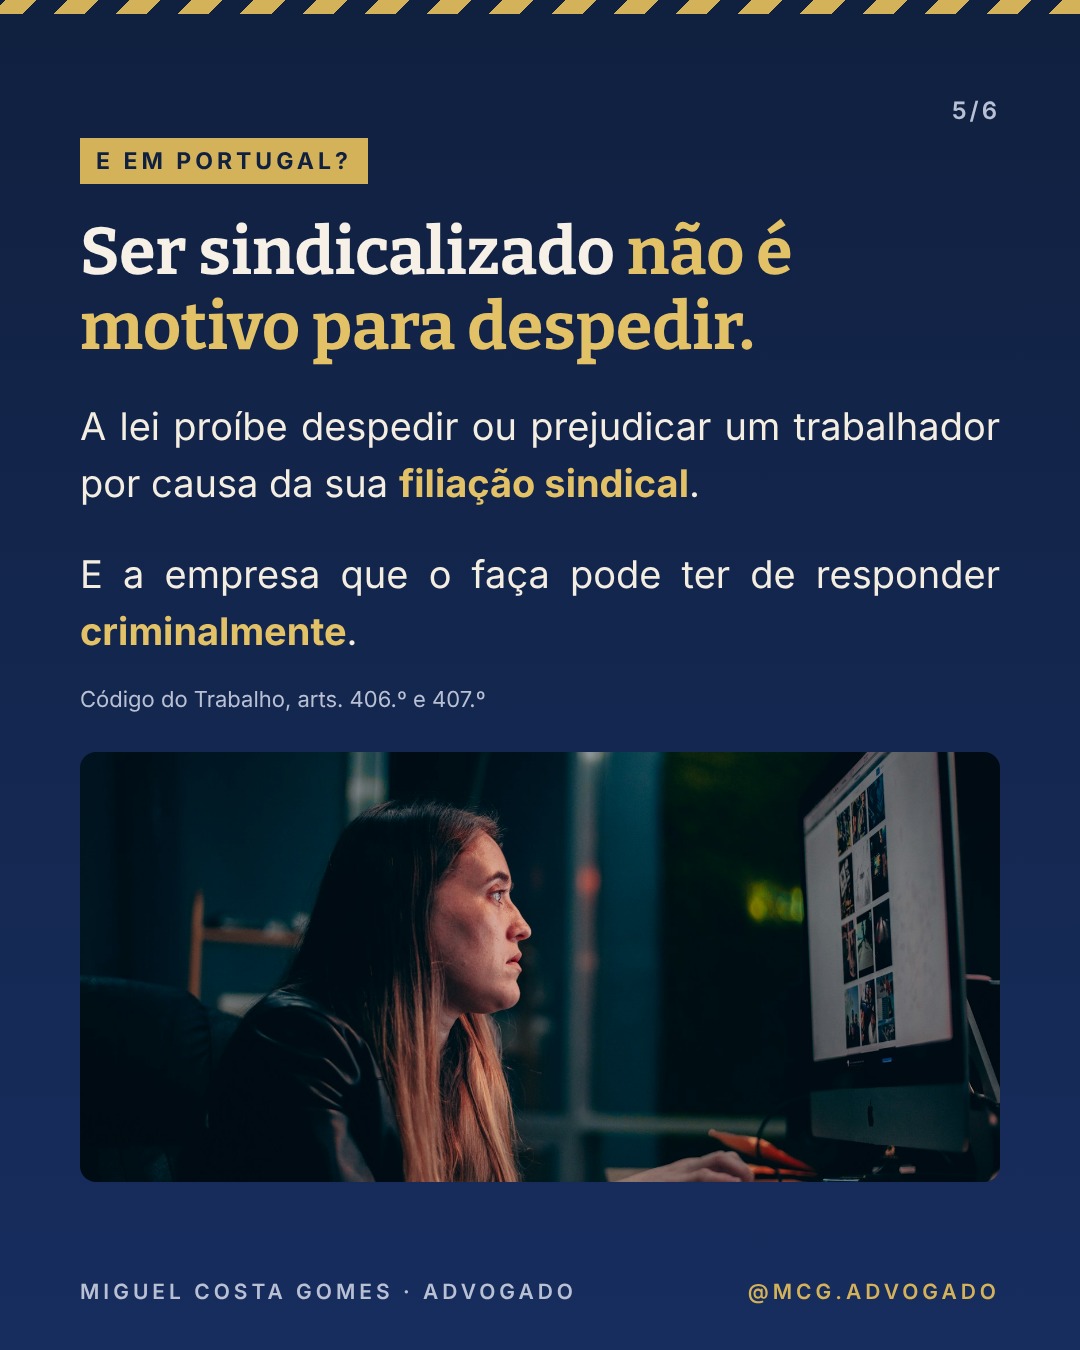 5/6
E EM PORTUGAL?
Ser sindicalizado não é
motivo para despedir.
A lei proíbe despedir ou prejudicar um trabalhador
por causa da sua filiação sindical.
E a empresa que o faça pode ter de responder
criminalmente.
Código do Trabalho, arts. 406.º e 407.º
MIGUEL COSTA GOMES · ADVOGADO
@MCG.ADVOGADO